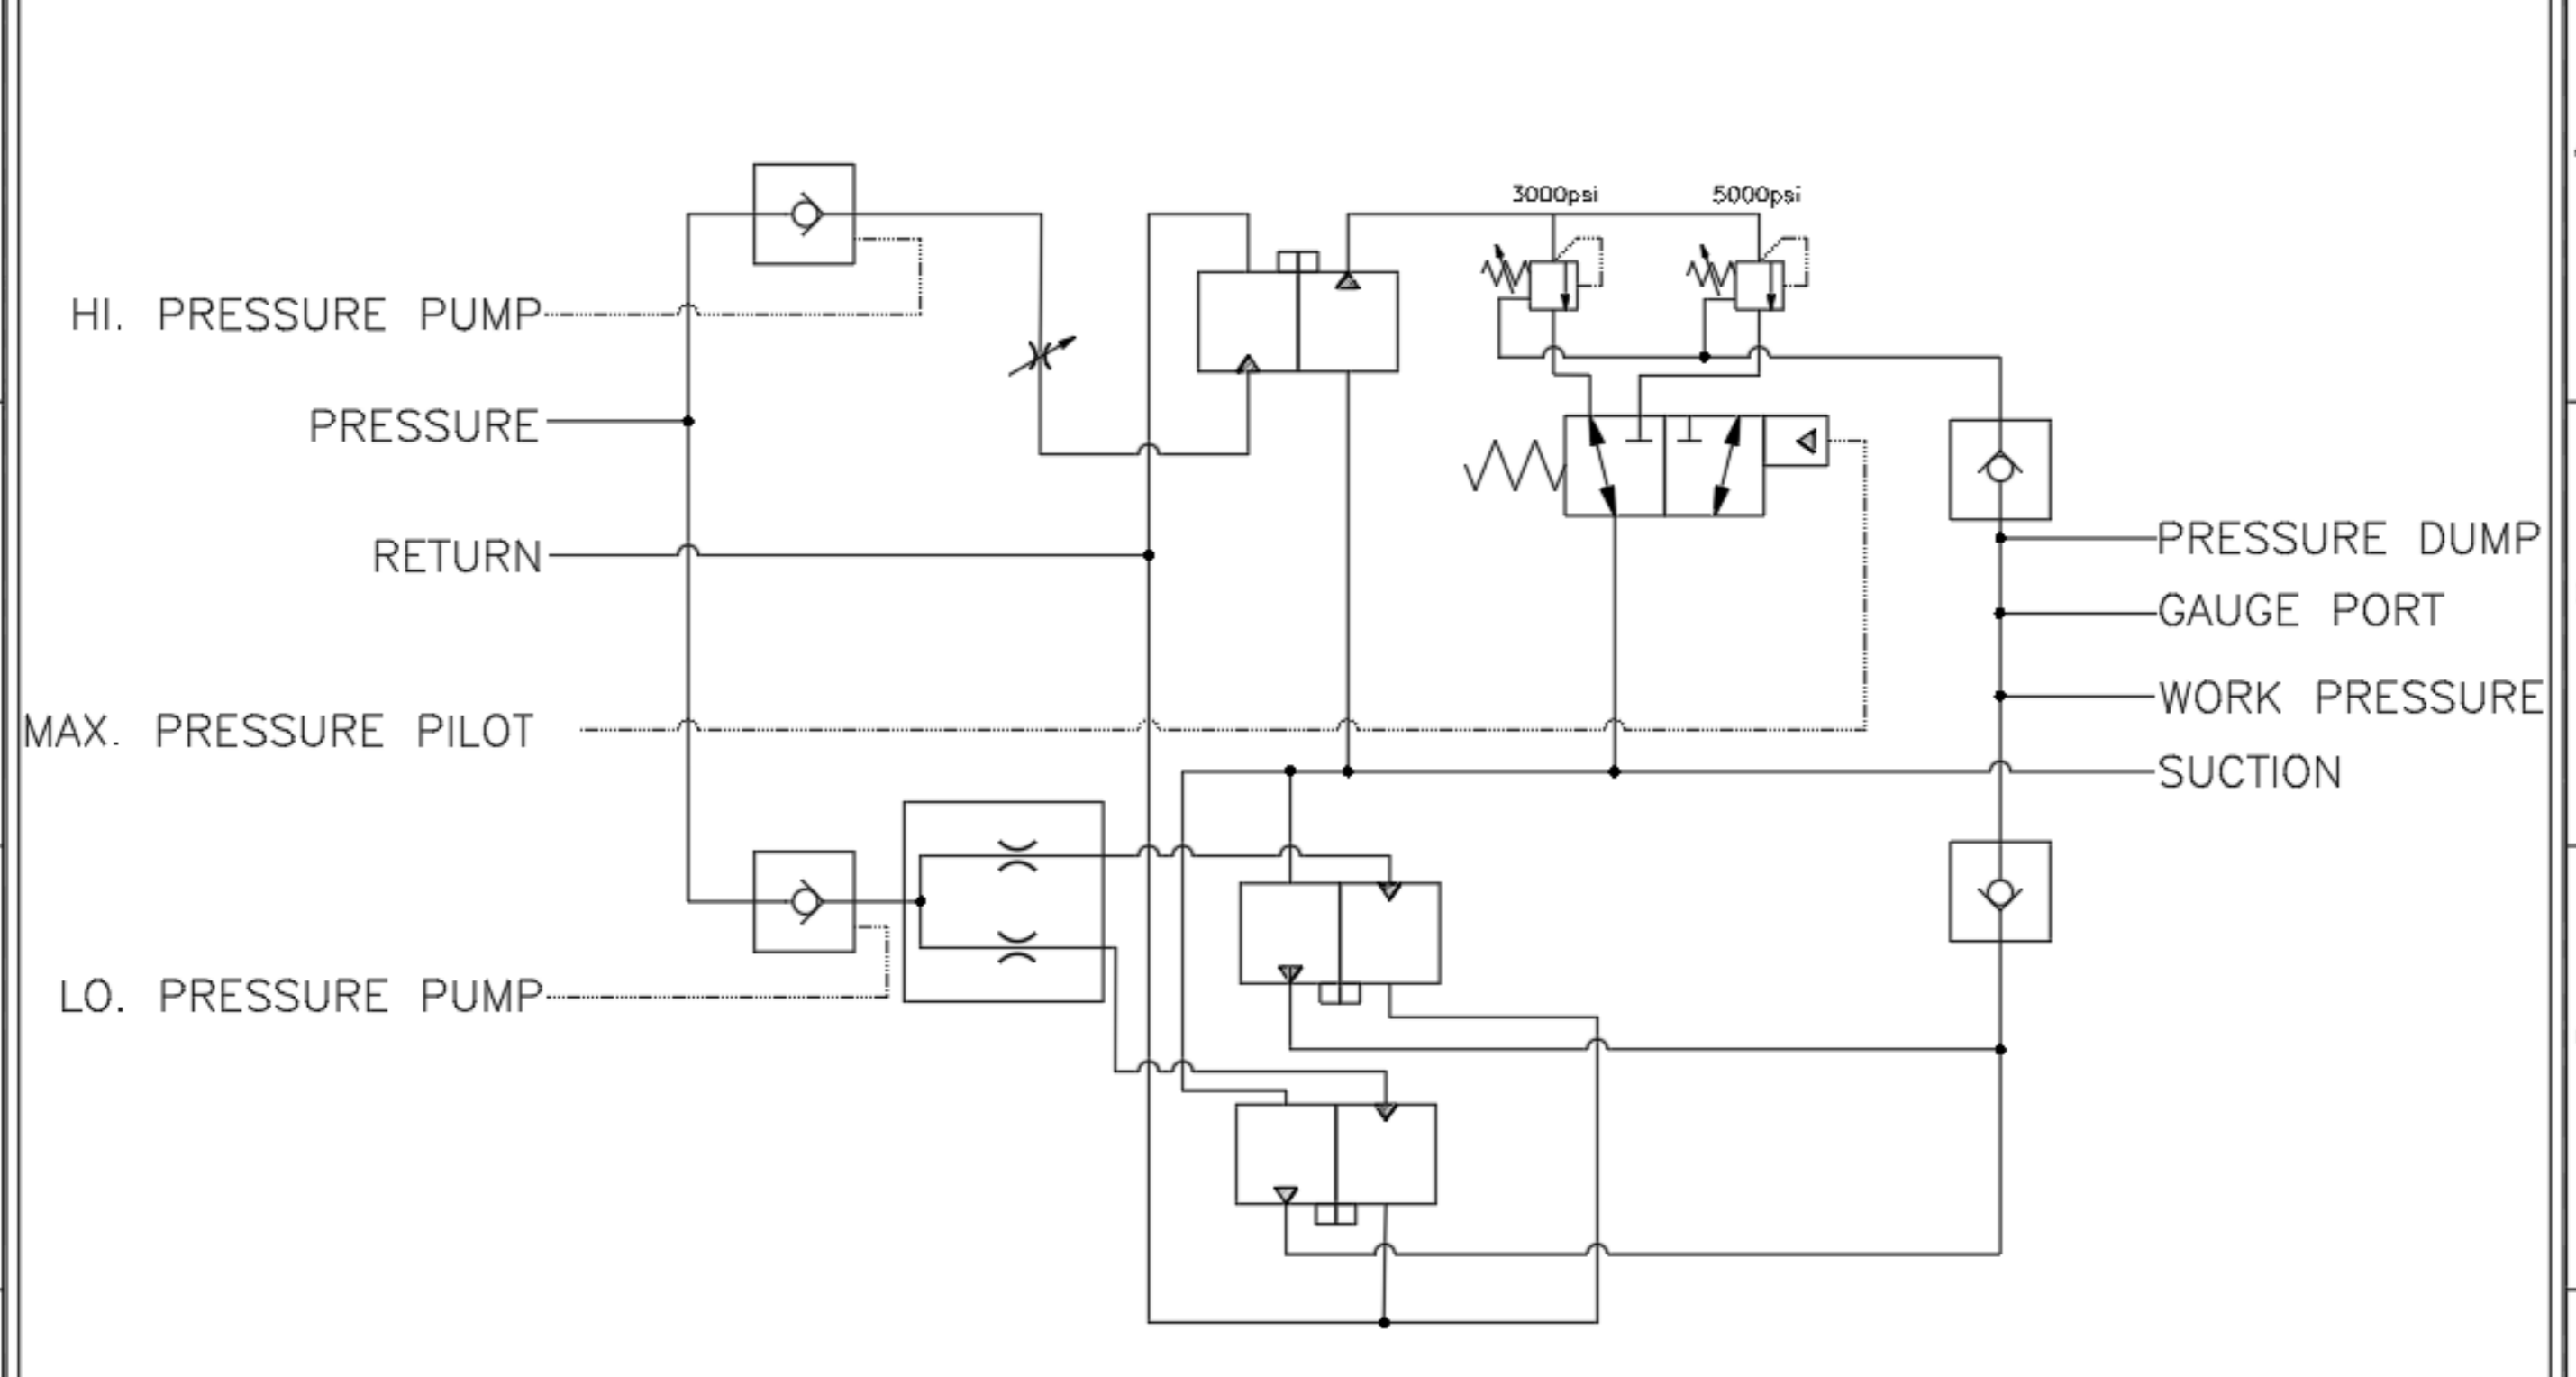 3000psi
5000psi
HI. PRESSURE PUMP
PRESSURE
RETURN
PRESSURE DUMP
GAUGE PORT
WORK PRESSURE
MAX. PRESSURE PILOT
SUCTION
LO. PRESSURE PUMP